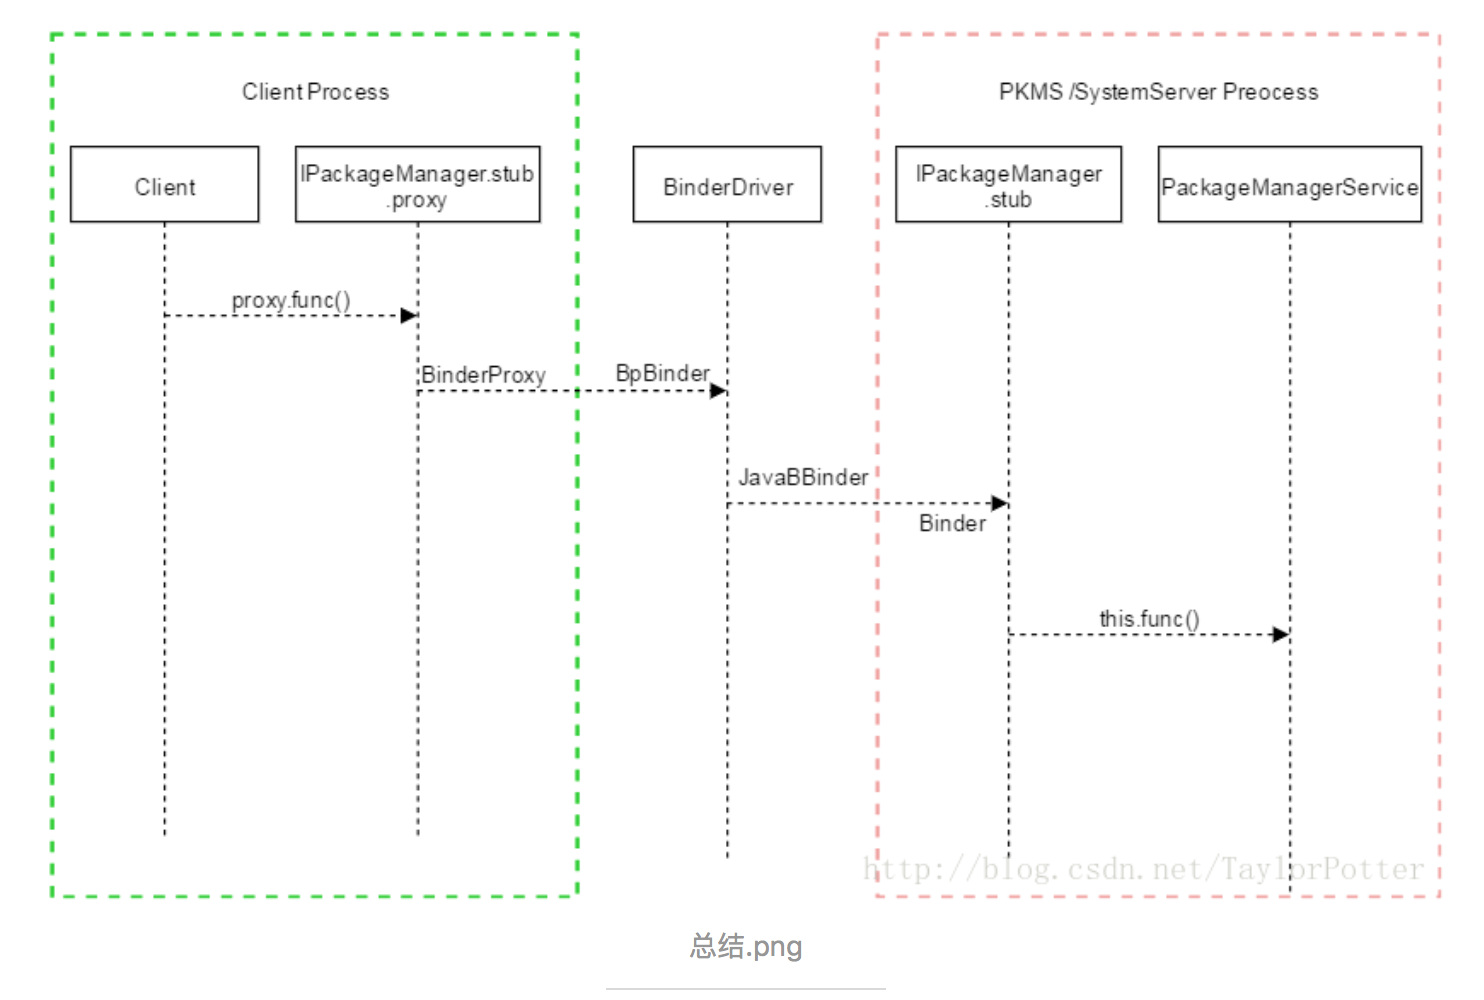 Client Process
PKMS /SystemServer Preocess
Client
IPackageManager.stub
.proxy
BinderDriver
IPackageManager
.stub
PackageManagerService
proxy.func()
BinderProxy
BpBinder
JavaBBinder
Binder
this.func()
http://blog.csdn.net/TaylorPotter
总结.png